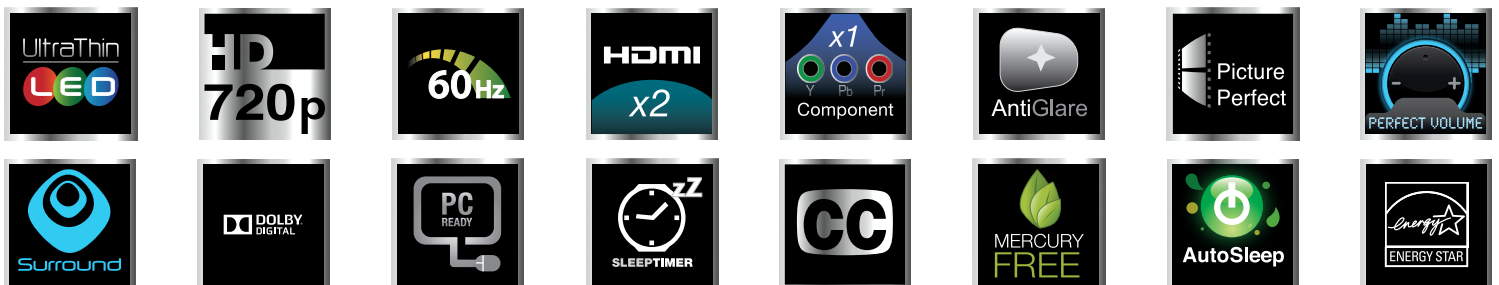 UltraThin
LED
HD
720p
60Hz
HDMI
x2
x1
Y Pb Pr
Component
AntiGlare
Picture
Perfect
- +
PERFECT VOLUME
Surround
DOLBY
DIGITAL
PC
READY
zZ
SLEEPTIMER
CC
MERCURY
FREE
AutoSleep
energy
ENERGY STAR